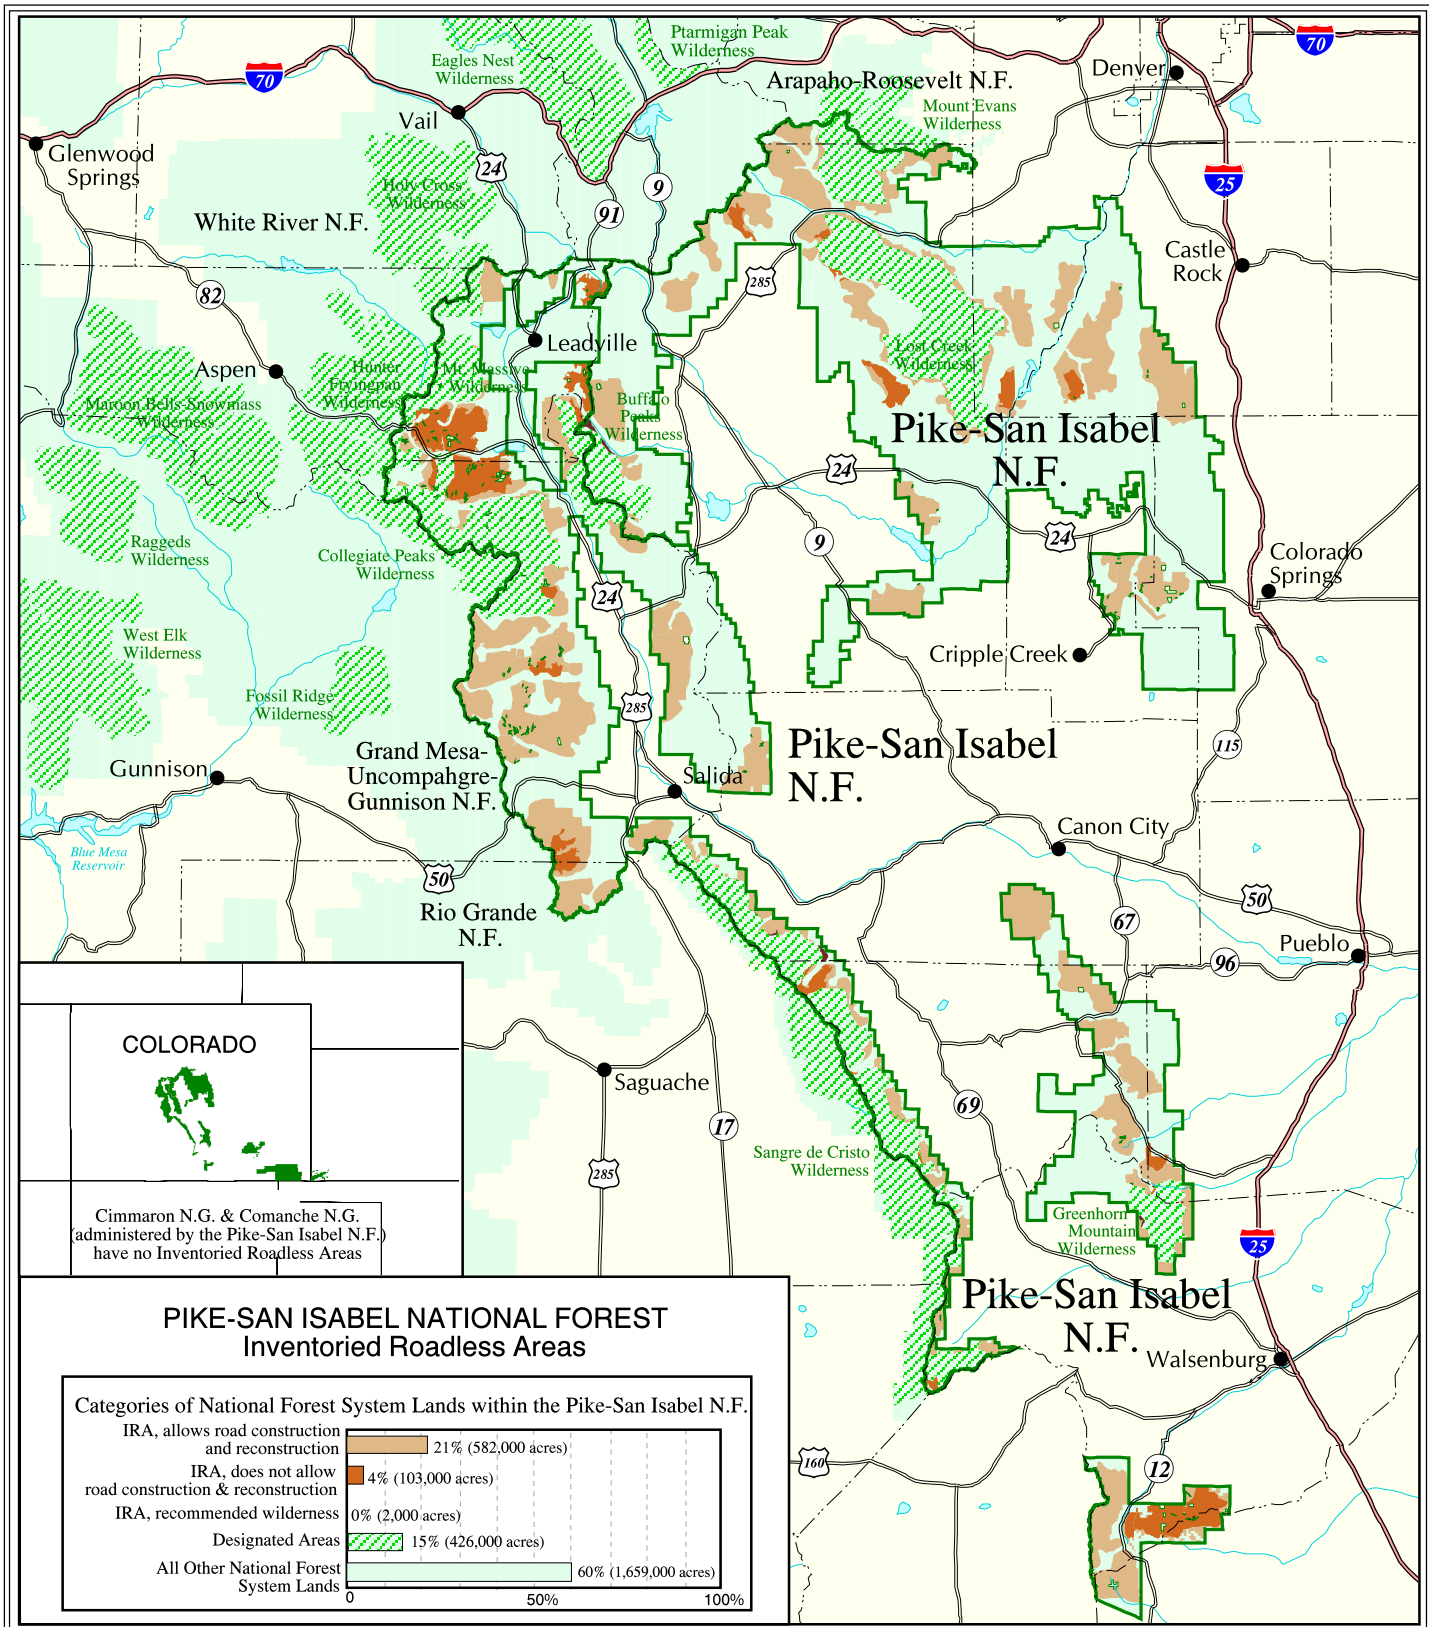 Ptarmigan Peak
Wilderness
70
Eagles Nest
Wilderness
Denver
70
Arapaho-Roosevelt N.F.
Mount Evans
Wilderness
Vail
Glenwood
Springs
24
Holy Cross
Wilderness
9
25
91
White River N.F.
Castle
Rock
82
285
Leadville
Lost Creek
Wilderness
Aspen
Hunter
Fryingpan
Wilderness
Mt. Massive
Wilderness
Maroon Bells-Snowmass
Wilderness
Buffalo
Peaks
Wilderness
Pike-San Isabel
N.F.
24
Raggeds
Wilderness
Collegiate Peaks
Wilderness
9
24
Colorado
Springs
24
West Elk
Wilderness
Cripple Creek
Fossil Ridge
Wilderness
285
Grand Mesa-
Uncompahgre-
Gunnison N.F.
Pike-San Isabel
N.F.
115
Gunnison
Salida
Canon City
Blue Mesa
Reservoir
50
50
Rio Grande
N.F.
67
Pueblo
96
COLORADO
Saguache
69
17
285
Sangre de Cristo
Wilderness
Cimmaron N.G. & Comanche N.G.
(administered by the Pike-San Isabel N.F.)
have no Inventoried Roadless Areas
Greenhorn
Mountain
Wilderness
25
Pike-San Isabel
N.F.
Walsenburg
160
12
PIKE-SAN ISABEL NATIONAL FOREST
Inventoried Roadless Areas
Categories of National Forest System Lands within the Pike-San Isabel N.F.
IRA, allows road construction
and reconstruction
21% (582,000 acres)
IRA, does not allow
road construction & reconstruction
4% (103,000 acres)
IRA, recommended wilderness
0% (2,000 acres)
Designated Areas
15% (426,000 acres)
All Other National Forest
System Lands
60% (1,659,000 acres)
0
50%
100%